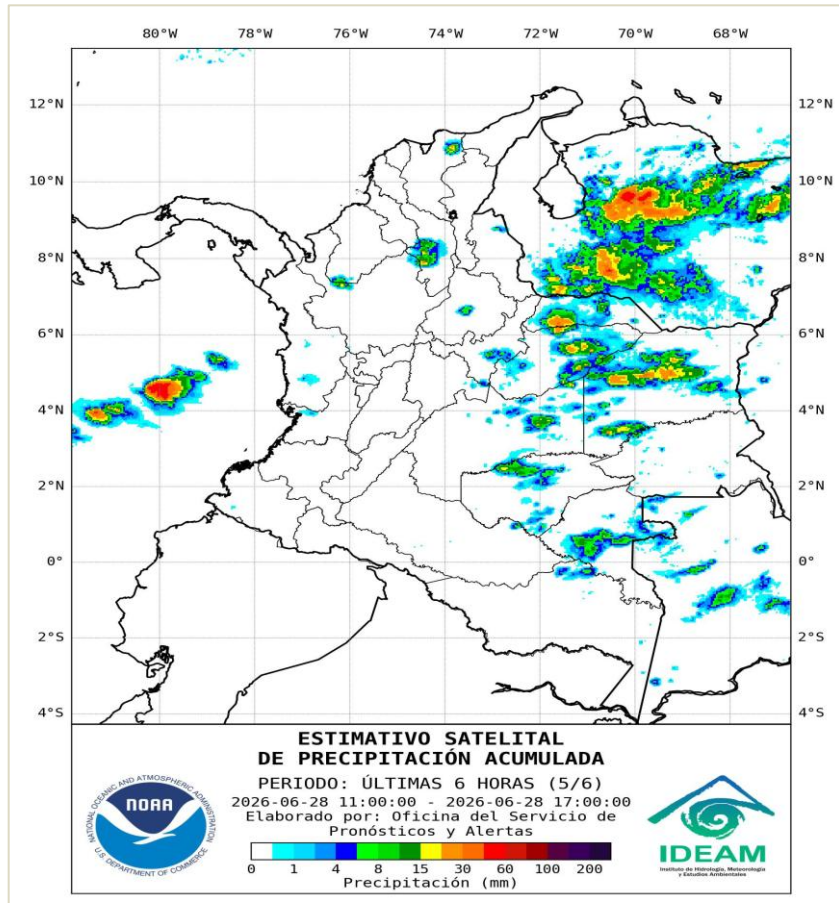 80°W 78°W 76°W 74°W 72°W 70°W 68°W
12°N 12°N
10°N 10°N
8°N 8°N
6°N 6°N
4°N 4°N
2°N 2°N
0° 0°
2°S 2°S
4°S 4°S
ESTIMATIVO SATELITAL
DE PRECIPITACIÓN ACUMULADA
PERIODO: ÚLTIMAS 6 HORAS (5/6)
2026-06-28 11:00:00 - 2026-06-28 17:00:00
Elaborado por: Oficina del Servicio de
Pronósticos y Alertas
0 1 4 8 15 30 60 100 200
Precipitación (mm)
NATIONAL OCEANIC AND ATMOSPHERIC ADMINISTRATION
NOAA
U.S. DEPARTMENT OF COMMERCE
IDEAM
Instituto de Hidrología, Meteorología
y Estudios Ambientales